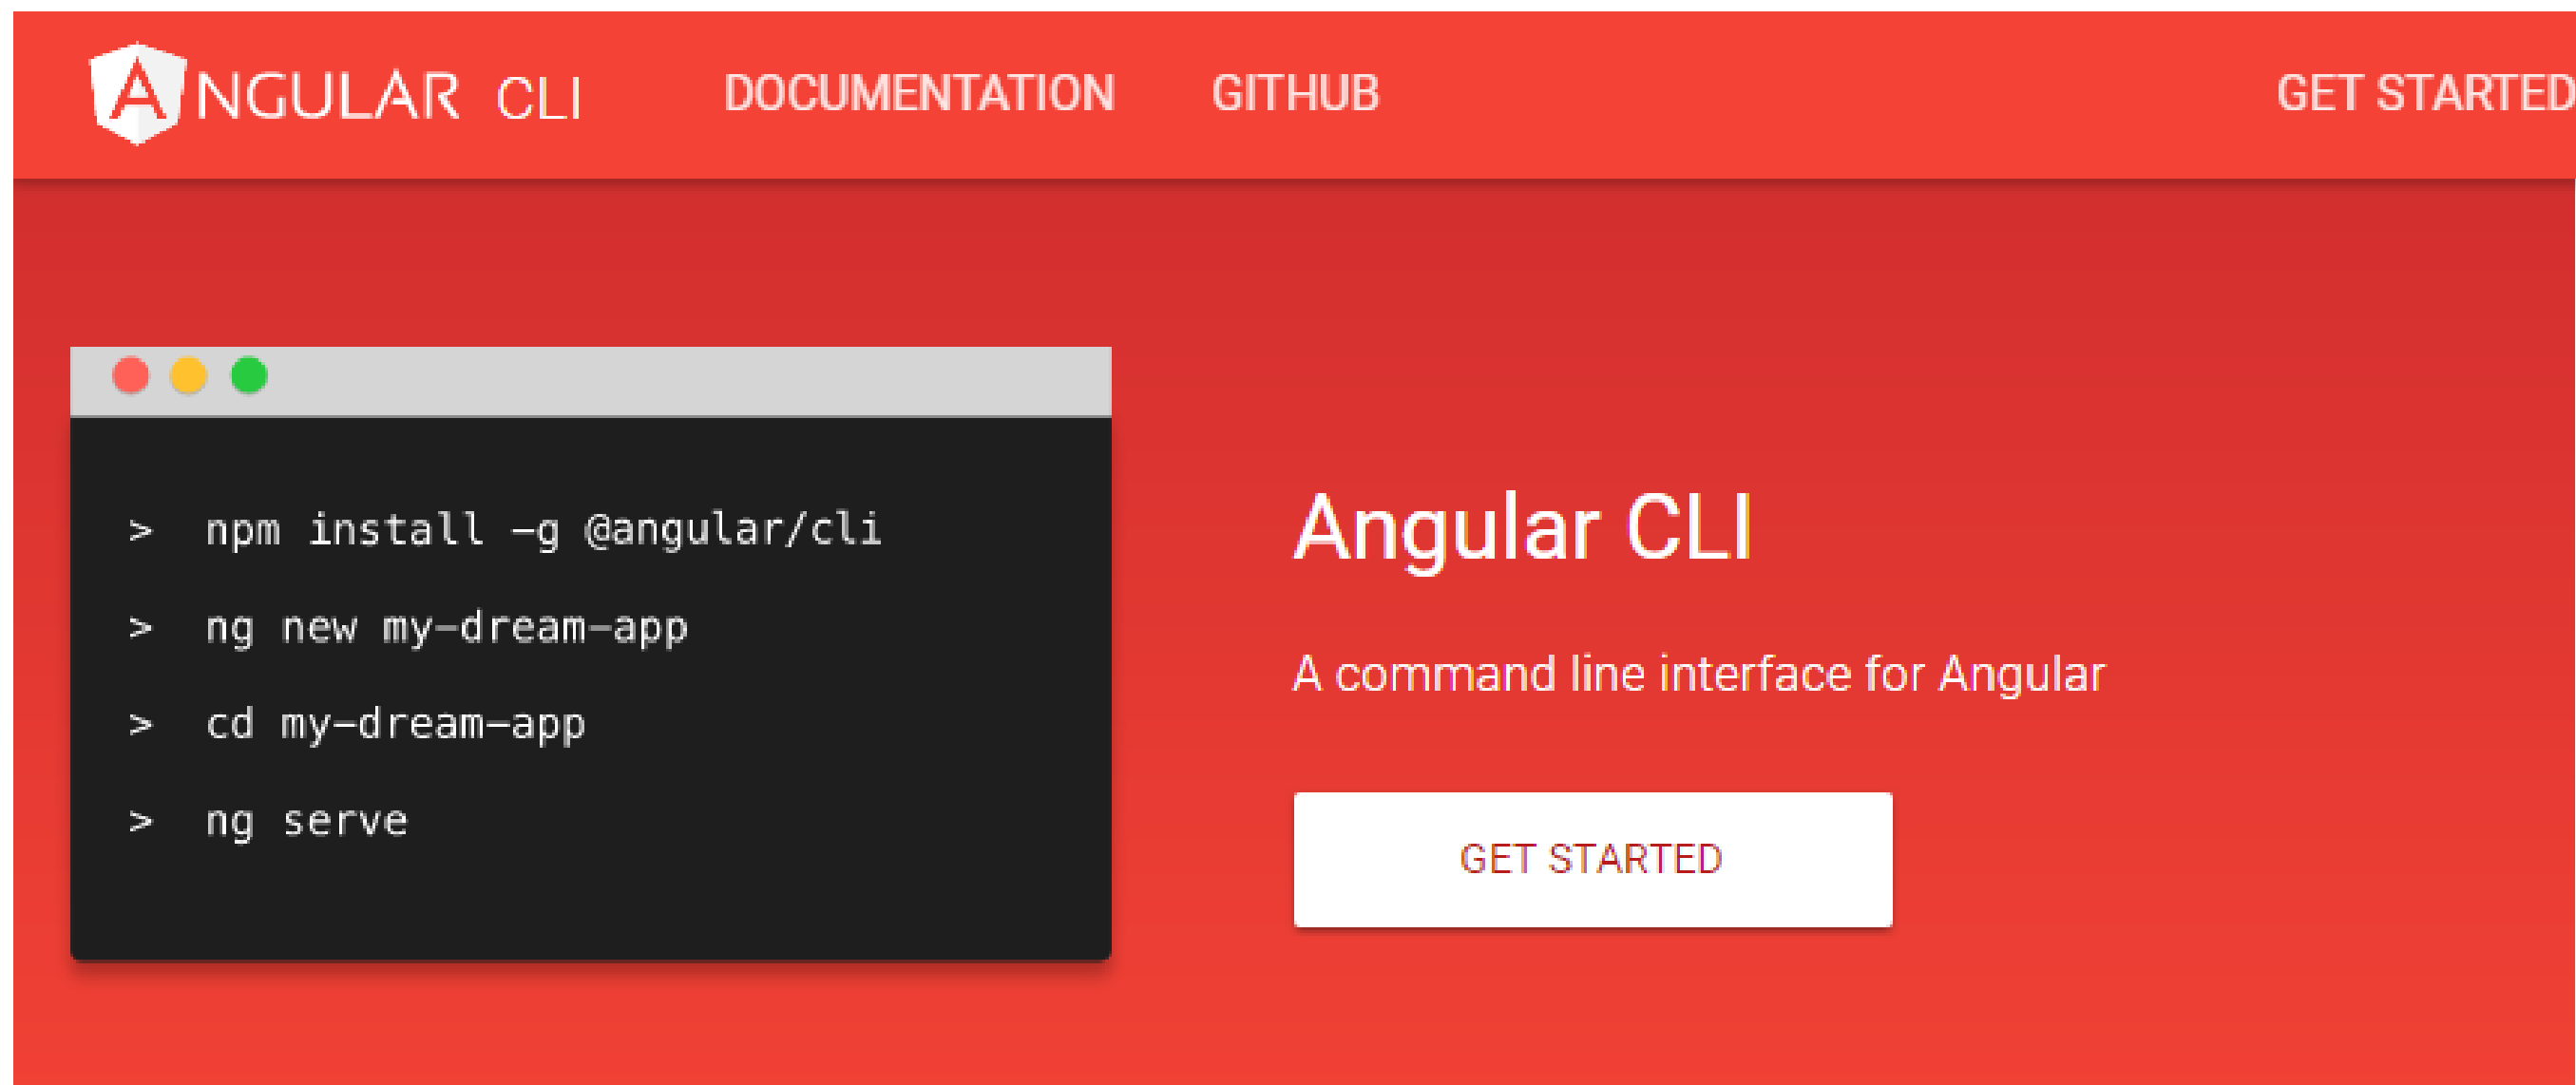 ANGULAR CLI DOCUMENTATION GITHUB GET STARTED
> npm install -g @angular/cli
> ng new my-dream-app
> cd my-dream-app
> ng serve
Angular CLI
A command line interface for Angular
GET STARTED